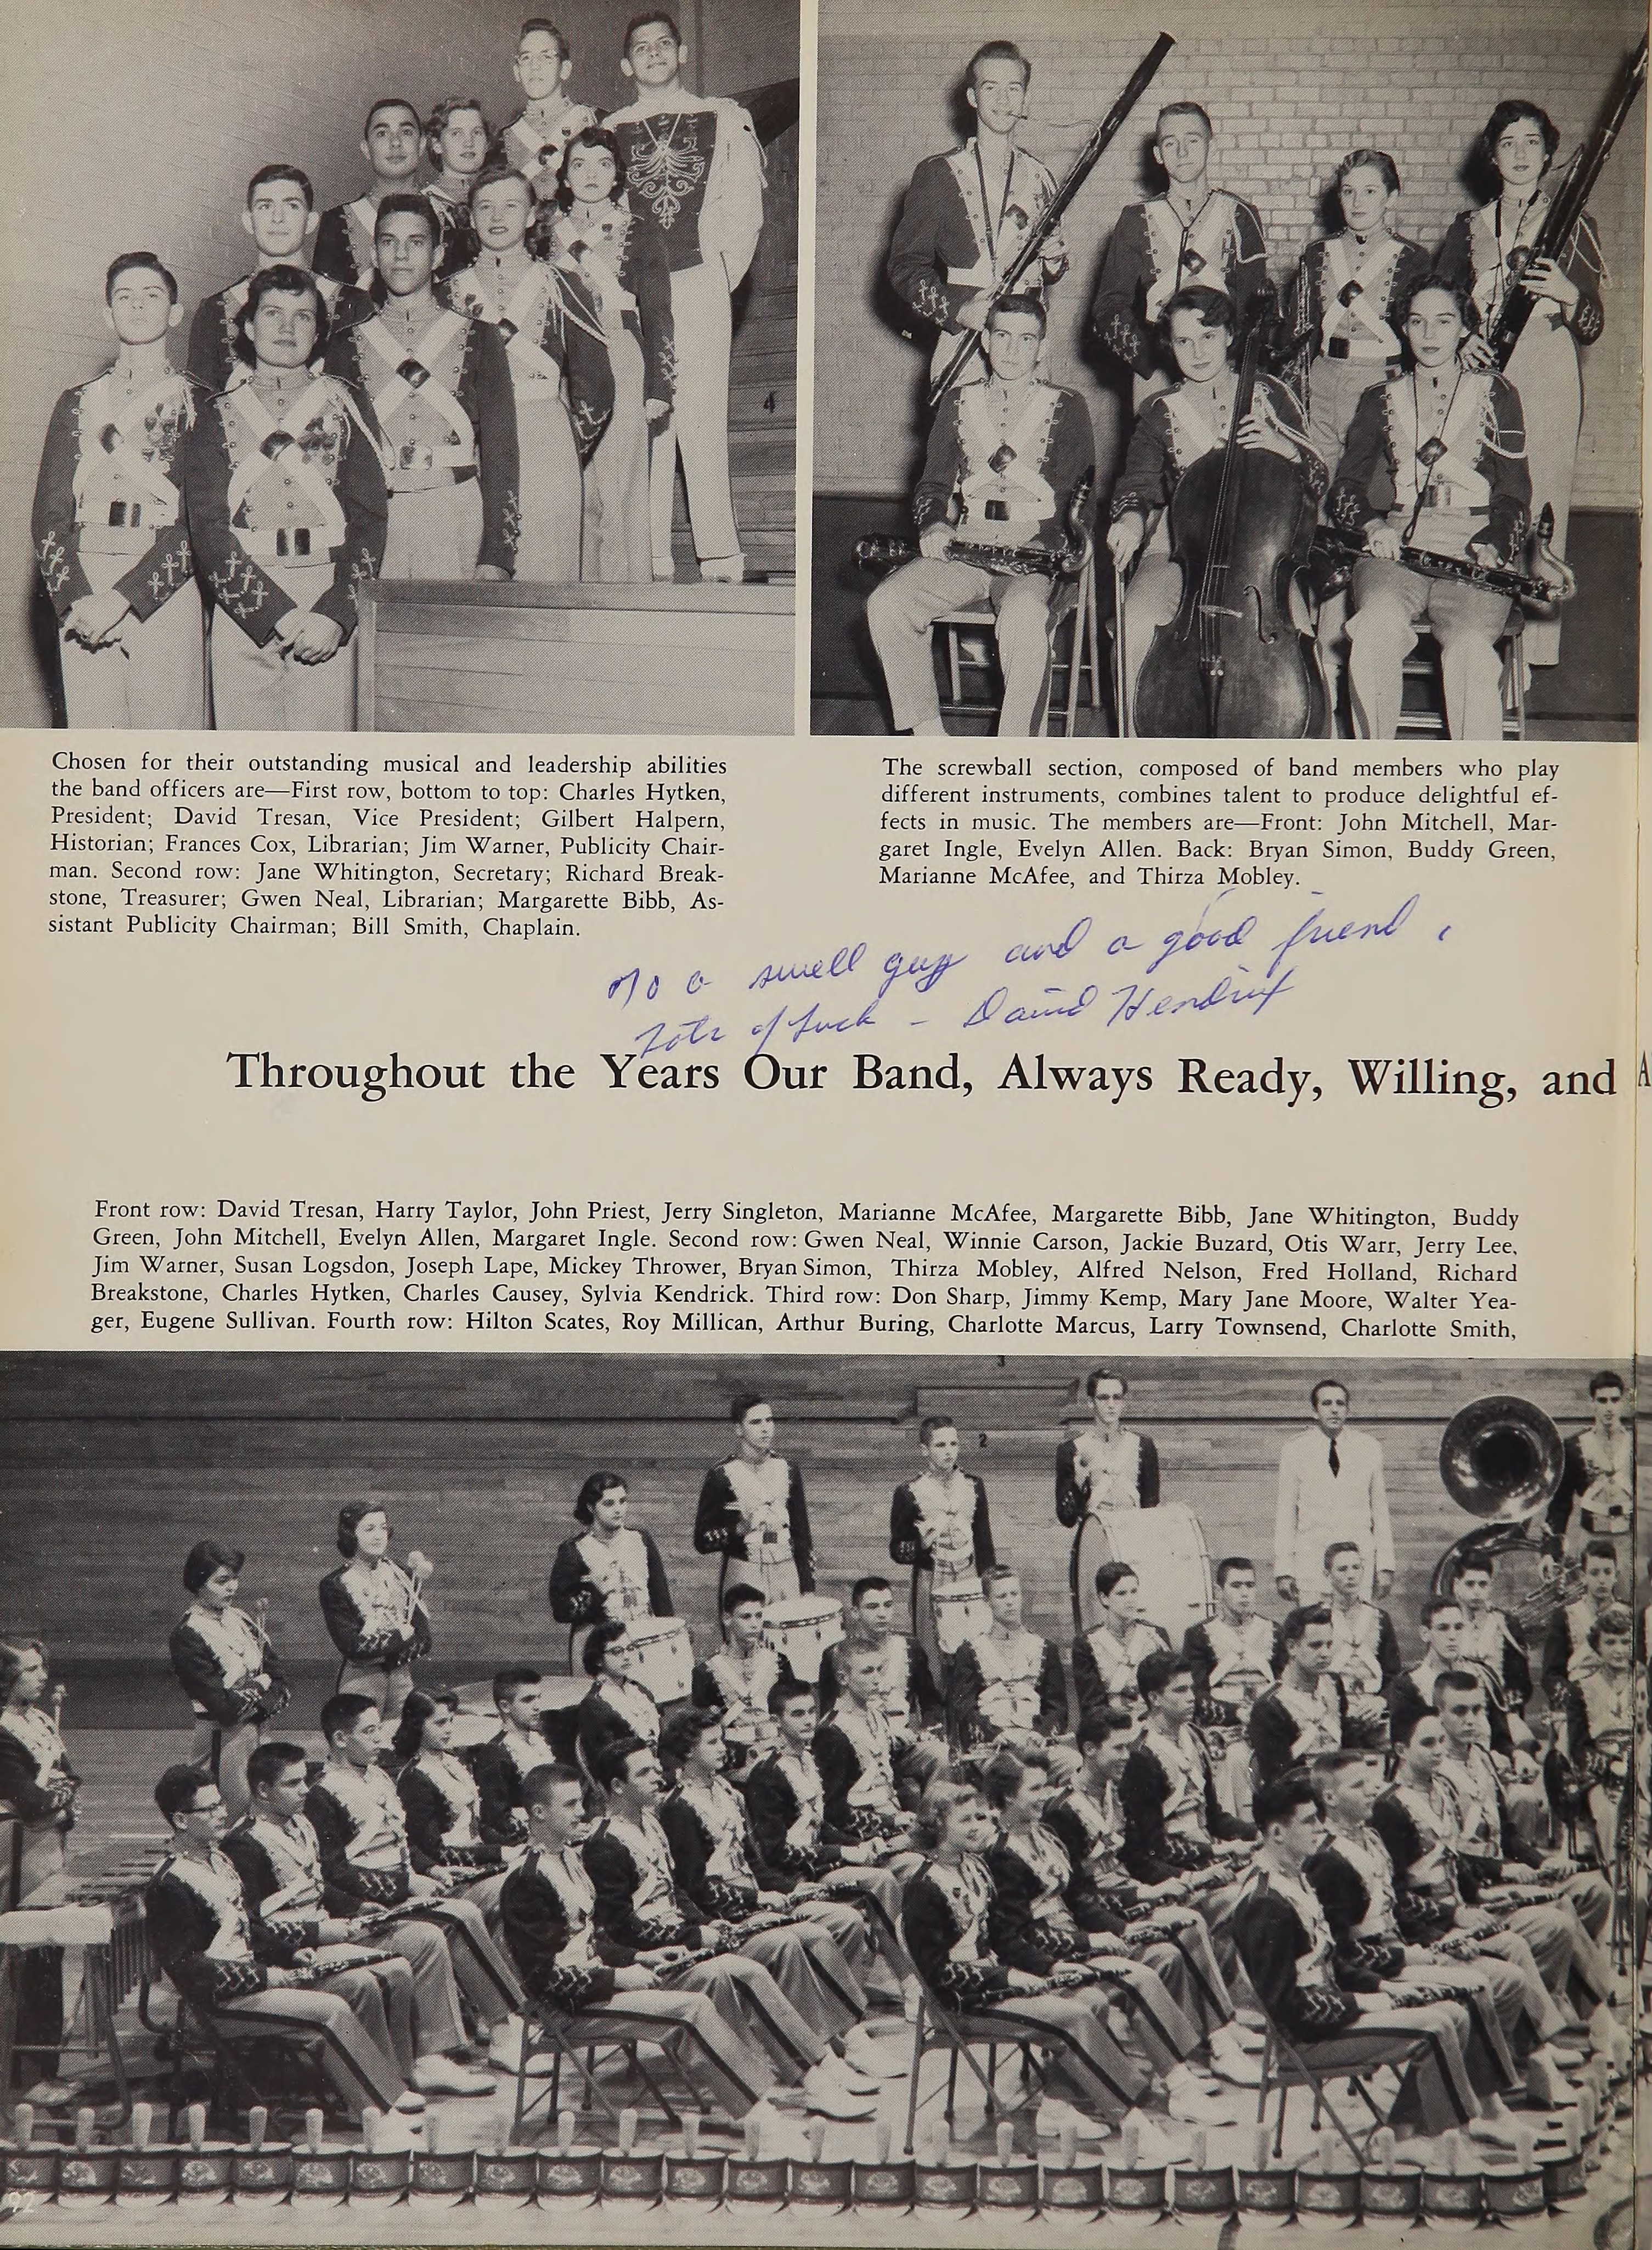 4
Chosen for their outstanding musical and leadership abilities
the band officers are—First row, bottom to top: Charles Hytken,
President; David Tresan, Vice President; Gilbert Halpern,
Historian; Frances Cox, Librarian; Jim Warner, Publicity Chair-
man. Second row: Jane Whitington, Secretary; Richard Break-
stone, Treasurer; Gwen Neal, Librarian; Margarette Bibb, As-
sistant Publicity Chairman; Bill Smith, Chaplain.
The screwball section, composed of band members who play
different instruments, combines talent to produce delightful ef-
fects in music. The members are—Front: John Mitchell, Mar-
garet Ingle, Evelyn Allen. Back: Bryan Simon, Buddy Green,
Marianne McAfee, and Thirza Mobley.
To a swell guy and a good friend,
Lots of luck - David Hendrix
Throughout the Years Our Band, Always Ready, Willing, and A
Front row: David Tresan, Harry Taylor, John Priest, Jerry Singleton, Marianne McAfee, Margarette Bibb, Jane Whitington, Buddy
Green, John Mitchell, Evelyn Allen, Margaret Ingle. Second row: Gwen Neal, Winnie Carson, Jackie Buzard, Otis Warr, Jerry Lee,
Jim Warner, Susan Logsdon, Joseph Lape, Mickey Thrower, Bryan Simon, Thirza Mobley, Alfred Nelson, Fred Holland, Richard
Breakstone, Charles Hytken, Charles Causey, Sylvia Kendrick. Third row: Don Sharp, Jimmy Kemp, Mary Jane Moore, Walter Yea-
ger, Eugene Sullivan. Fourth row: Hilton Scates, Roy Millican, Arthur Buring, Charlotte Marcus, Larry Townsend, Charlotte Smith,
3
2
92